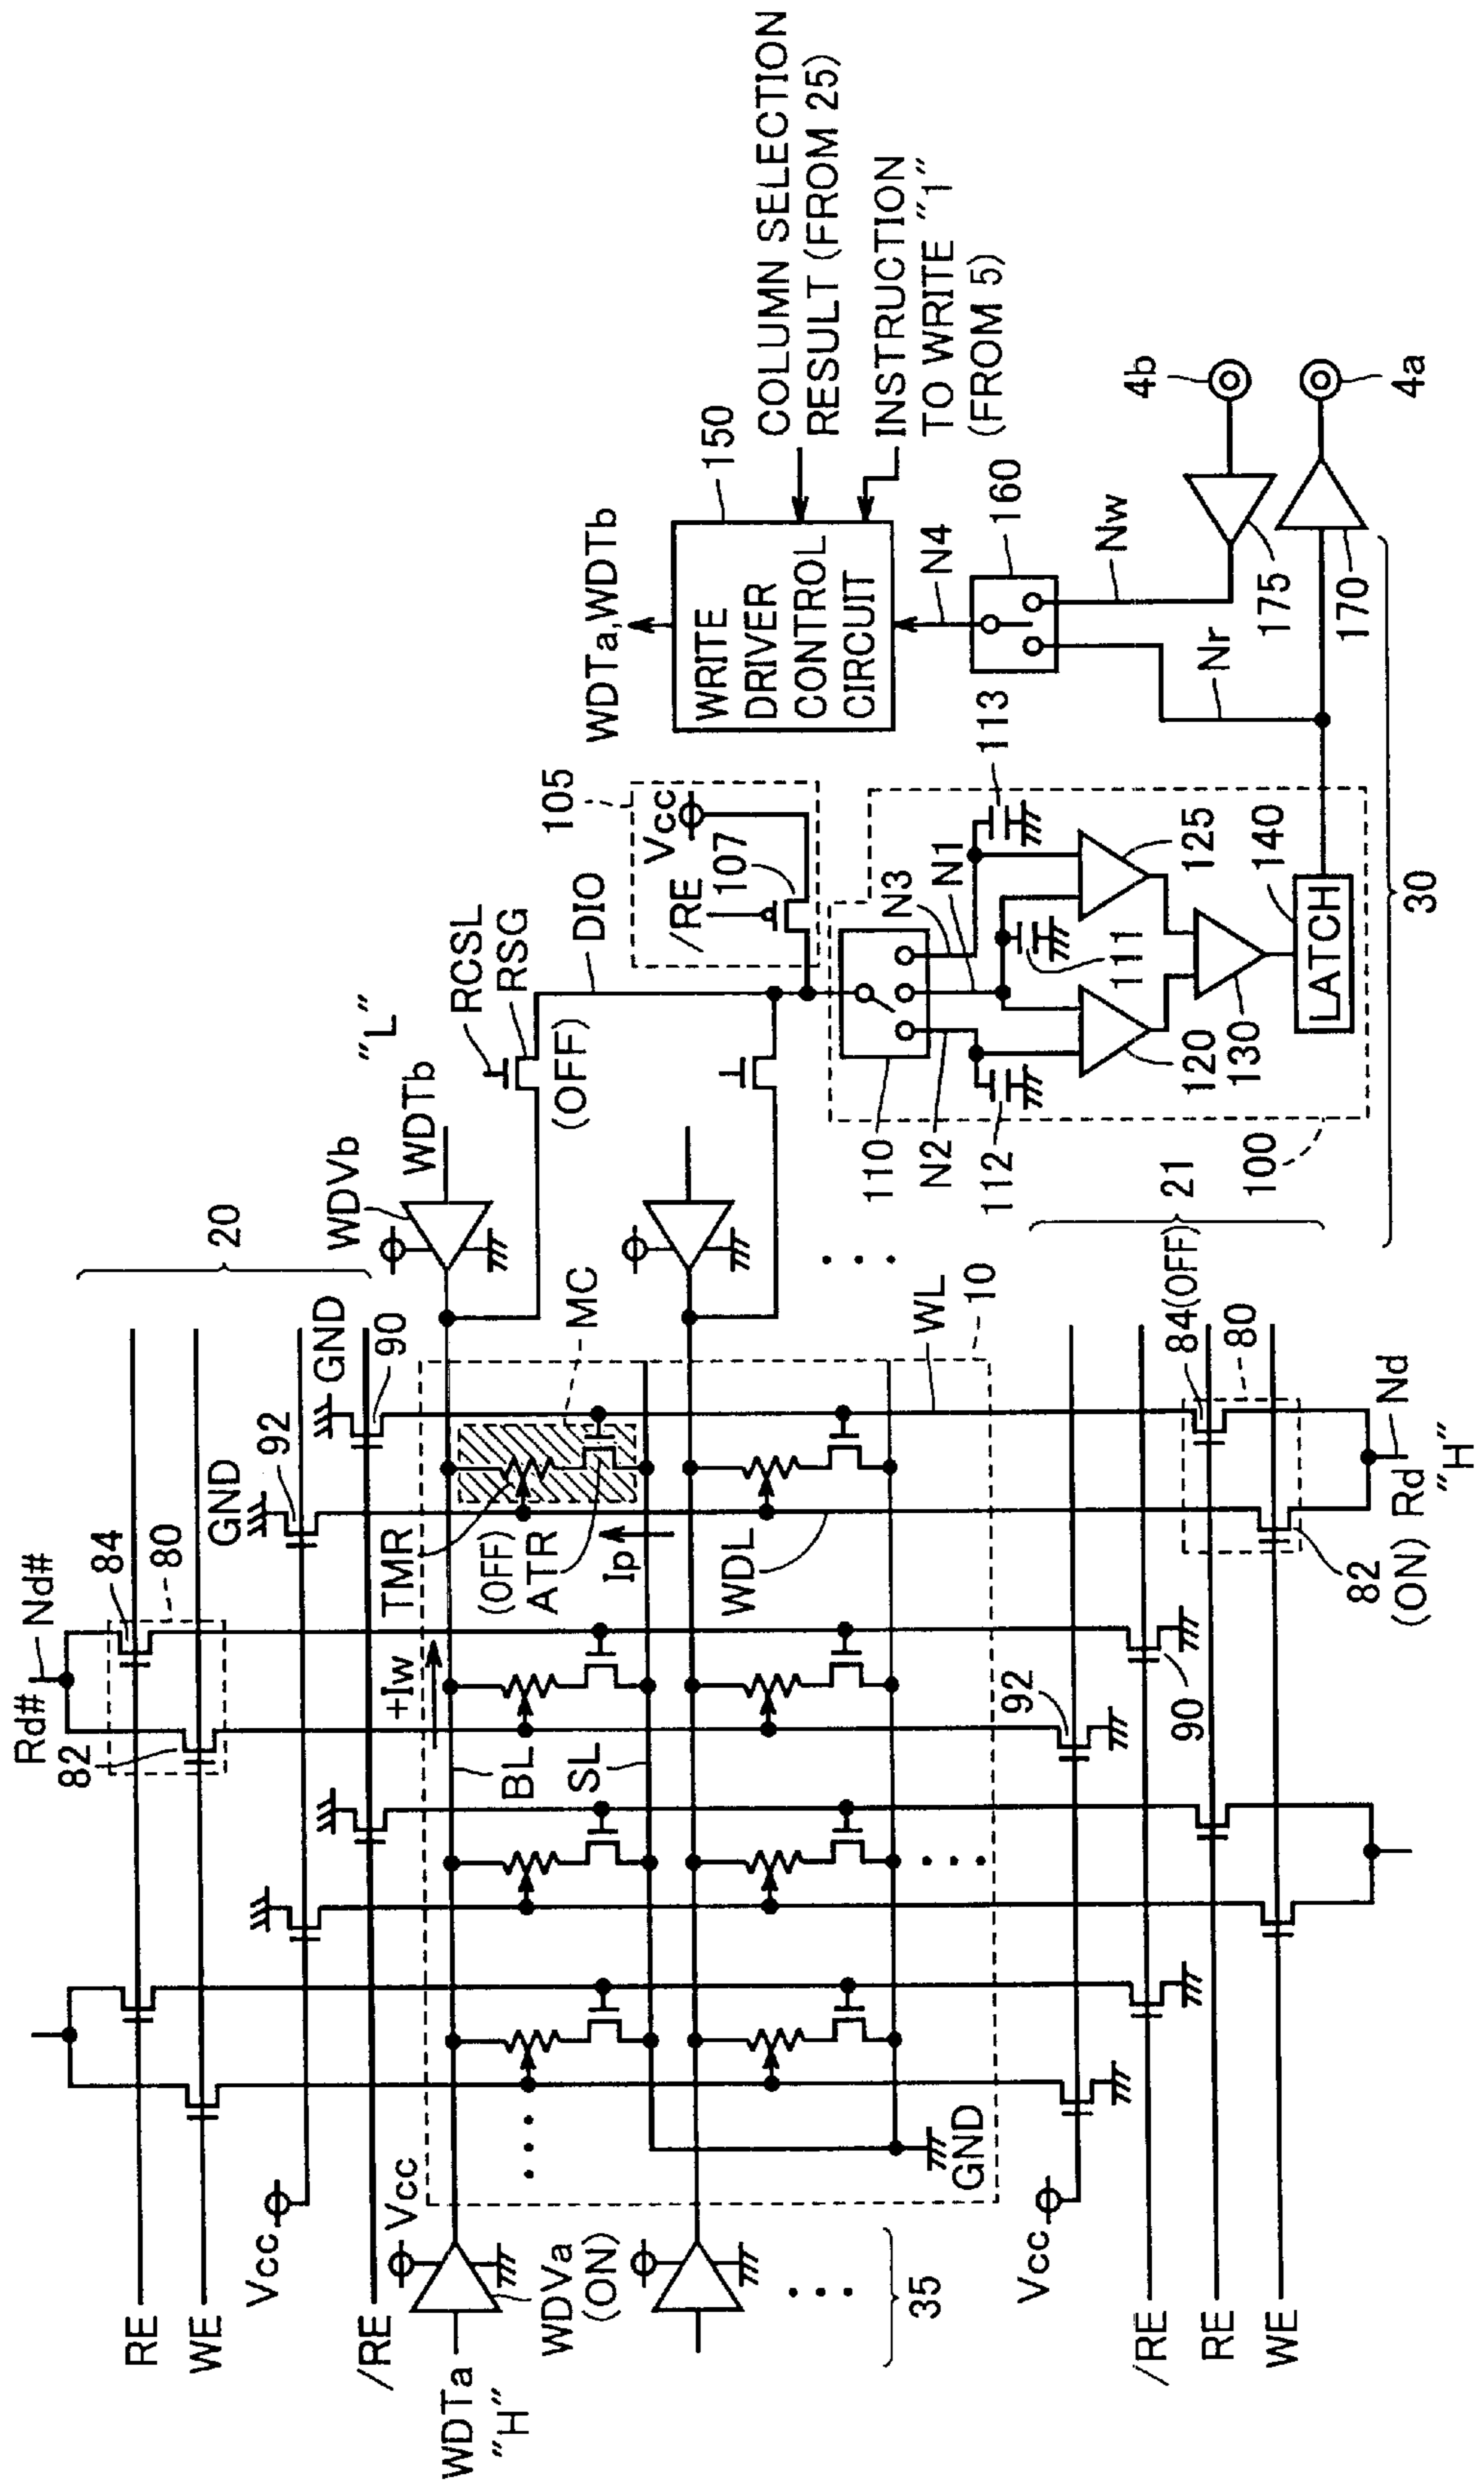 20
"L"
Rd#
Nd#
82
84
80
GND
92
GND
90
WDVb
WDTb
RCSL
RSG
(OFF)
DIO
105
Vcc
/RE
107
WDTa,WDTb
150
WRITE
DRIVER
CONTROL
CIRCUIT
COLUMN SELECTION
RESULT (FROM 25)
INSTRUCTION
TO WRITE "1"
(FROM 5)
RE
WE
Vcc
/RE
Vcc
WDTa
"H"
WDVa
(ON)
35
+Iw
BL
SL
TMR
(OFF)
ATR
Ip
MC
WDL
WL
10
GND
N4
160
Nw
Nr
4b
4a
175
170
110
N2
112
N3
N1
113
111
120
125
130
140
LATCH
100
30
21
Vcc
/RE
RE
WE
92
90
84(OFF)
80
82
(ON)
Rd
Nd
"H"